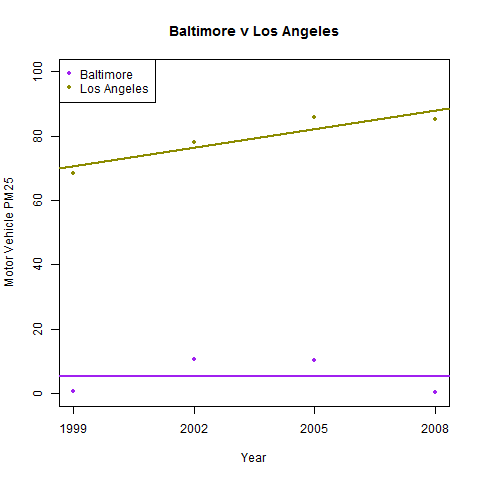 Baltimore v Los Angeles
Baltimore
Los Angeles
Motor Vehicle PM25
100
80
60
40
20
0
1999 2002 2005 2008
Year